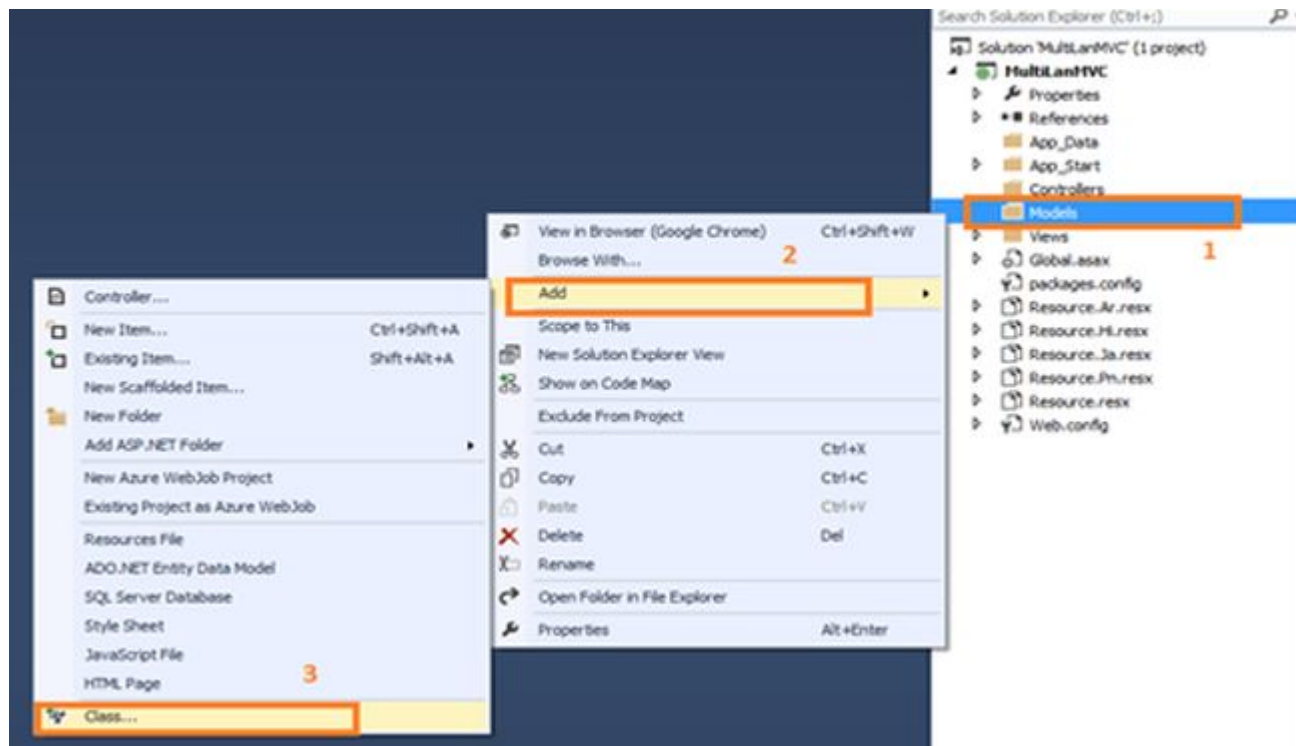 Search Solution Explorer (Ctrl+;)
Solution 'MultiLanMVC' (1 project)
MultiLanMVC
Properties
References
App_Data
App_Start
Controllers
Models
1
Views
Global.asax
packages.config
Resource.Ar.resx
Resource.Hi.resx
Resource.Ja.resx
Resource.Pn.resx
Resource.resx
Web.config
View in Browser (Google Chrome) Ctrl+Shift+W
Browse With...
2
Add
Scope to This
New Solution Explorer View
Show on Code Map
Exclude From Project
Cut Ctrl+X
Copy Ctrl+C
Paste Ctrl+V
Delete Del
Rename
Open Folder in File Explorer
Properties Alt+Enter
Controller...
New Item... Ctrl+Shift+A
Existing Item... Shift+Alt+A
New Scaffolded Item...
New Folder
Add ASP.NET Folder
New Azure WebJob Project
Existing Project as Azure WebJob
Resources File
ADO.NET Entity Data Model
SQL Server Database
Style Sheet
JavaScript File
HTML Page
3
Class...